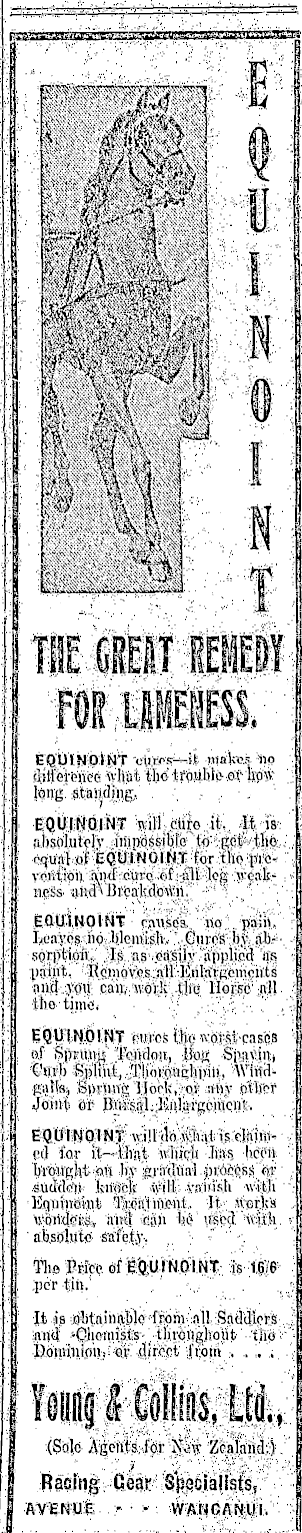 EQUINOINT
THE GREAT REMEDY
FOR LAMENESS.
EQUINOINT cures—it makes no
difference what the trouble or how
long standing.
EQUINOINT will cure it. It is
absolutely impossible to get the
equal of EQUINOINT for the pre-
vention and cure of all leg weak-
ness and Breakdown.
EQUINOINT causes no pain.
Leaves no blemish. Cures by ab-
sorption. Is as easily applied as
paint. Removes all Enlargements
and you can work the Horse all
the time.
EQUINOINT cures the worst cases
of Sprung Tendon, Bog Spavin,
Curb Splint, Thoroughpin, Wind-
galls, Sprung Hock, or any other
Joint or Bursal Enlargement.
EQUINOINT will do what is claim-
ed for it—that which has been
brought on by gradual process or
sudden knock will vanish with
Equinoint Treatment. It works
wonders, and can be used with
absolute safety.
The Price of EQUINOINT is 16/6
per tin.
It is obtainable from all Saddlers
and Chemists throughout the
Dominion, or direct from . . . .
Young & Collins, Ltd.,
(Sole Agents for New Zealand.)
Racing Gear Specialists,
AVENUE - - WANGANUI.